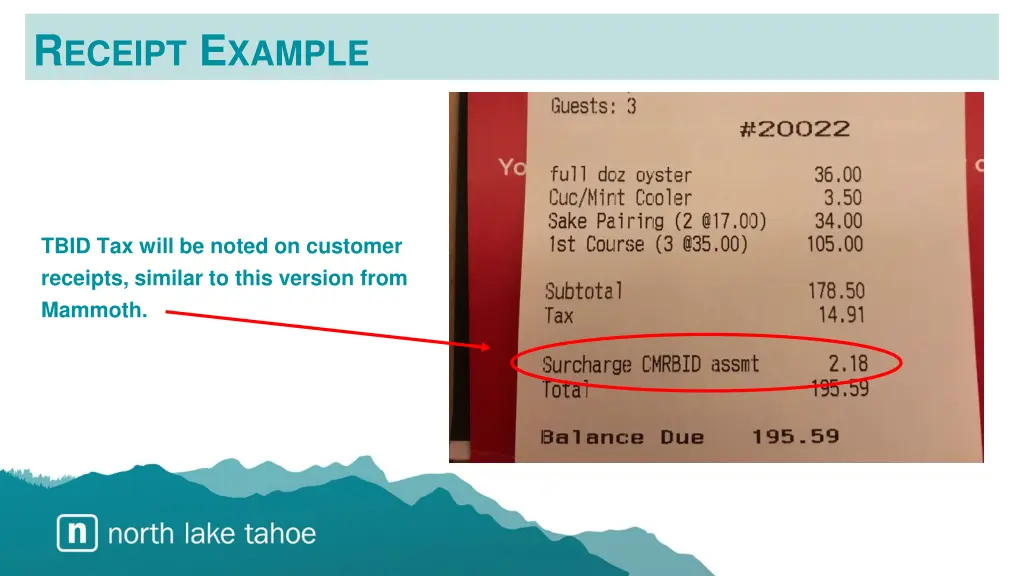 RECEIPT EXAMPLE
Guests: 3
#20022
Yo
full doz oyster 36.00
Cuc/Mint Cooler 3.50
Sake Pairing (2 @17.00) 34.00
1st Course (3 @35.00) 105.00
TBID Tax will be noted on customer
receipts, similar to this version from
Mammoth.
Subtotal 178.50
Tax 14.91
Surcharge CMRBID assmt 2.18
Total 195.59
Balance Due 195.59
n north lake tahoe